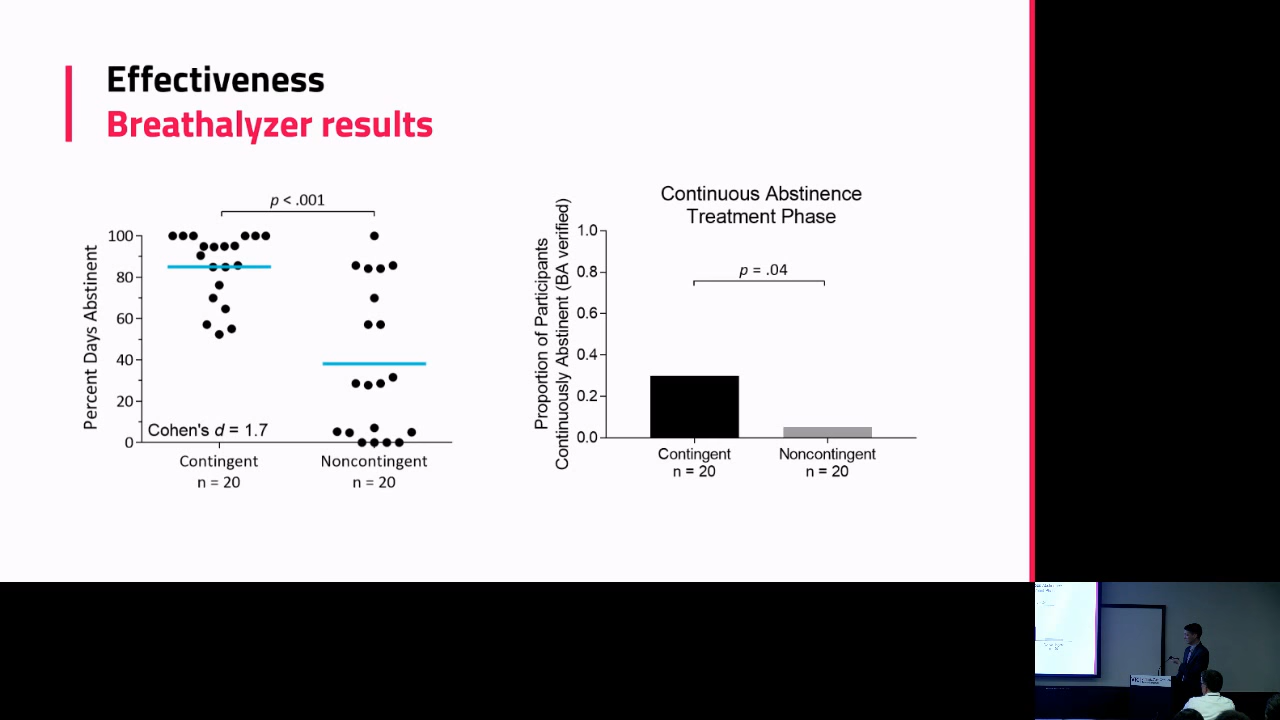 Effectiveness
Breathalyzer results
p < .001
Percent Days Abstinent
100
80
60
40
20
0
Cohen's d = 1.7
Contingent
n = 20
Noncontingent
n = 20
Continuous Abstinence
Treatment Phase
Proportion of Participants
Continuously Abstinent (BA verified)
1.0
0.8
0.6
0.4
0.2
0.0
p = .04
Contingent
n = 20
Noncontingent
n = 20